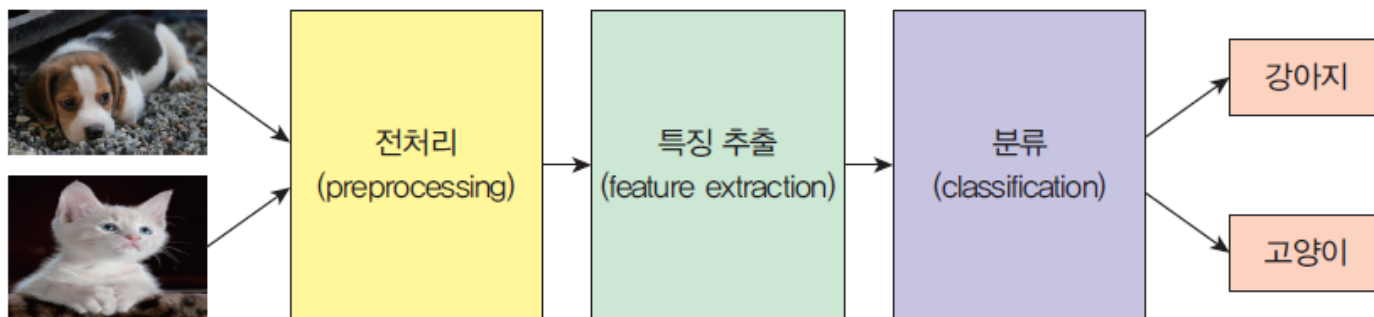 전처리
(preprocessing)
특징 추출
(feature extraction)
분류
(classification)
강아지
고양이